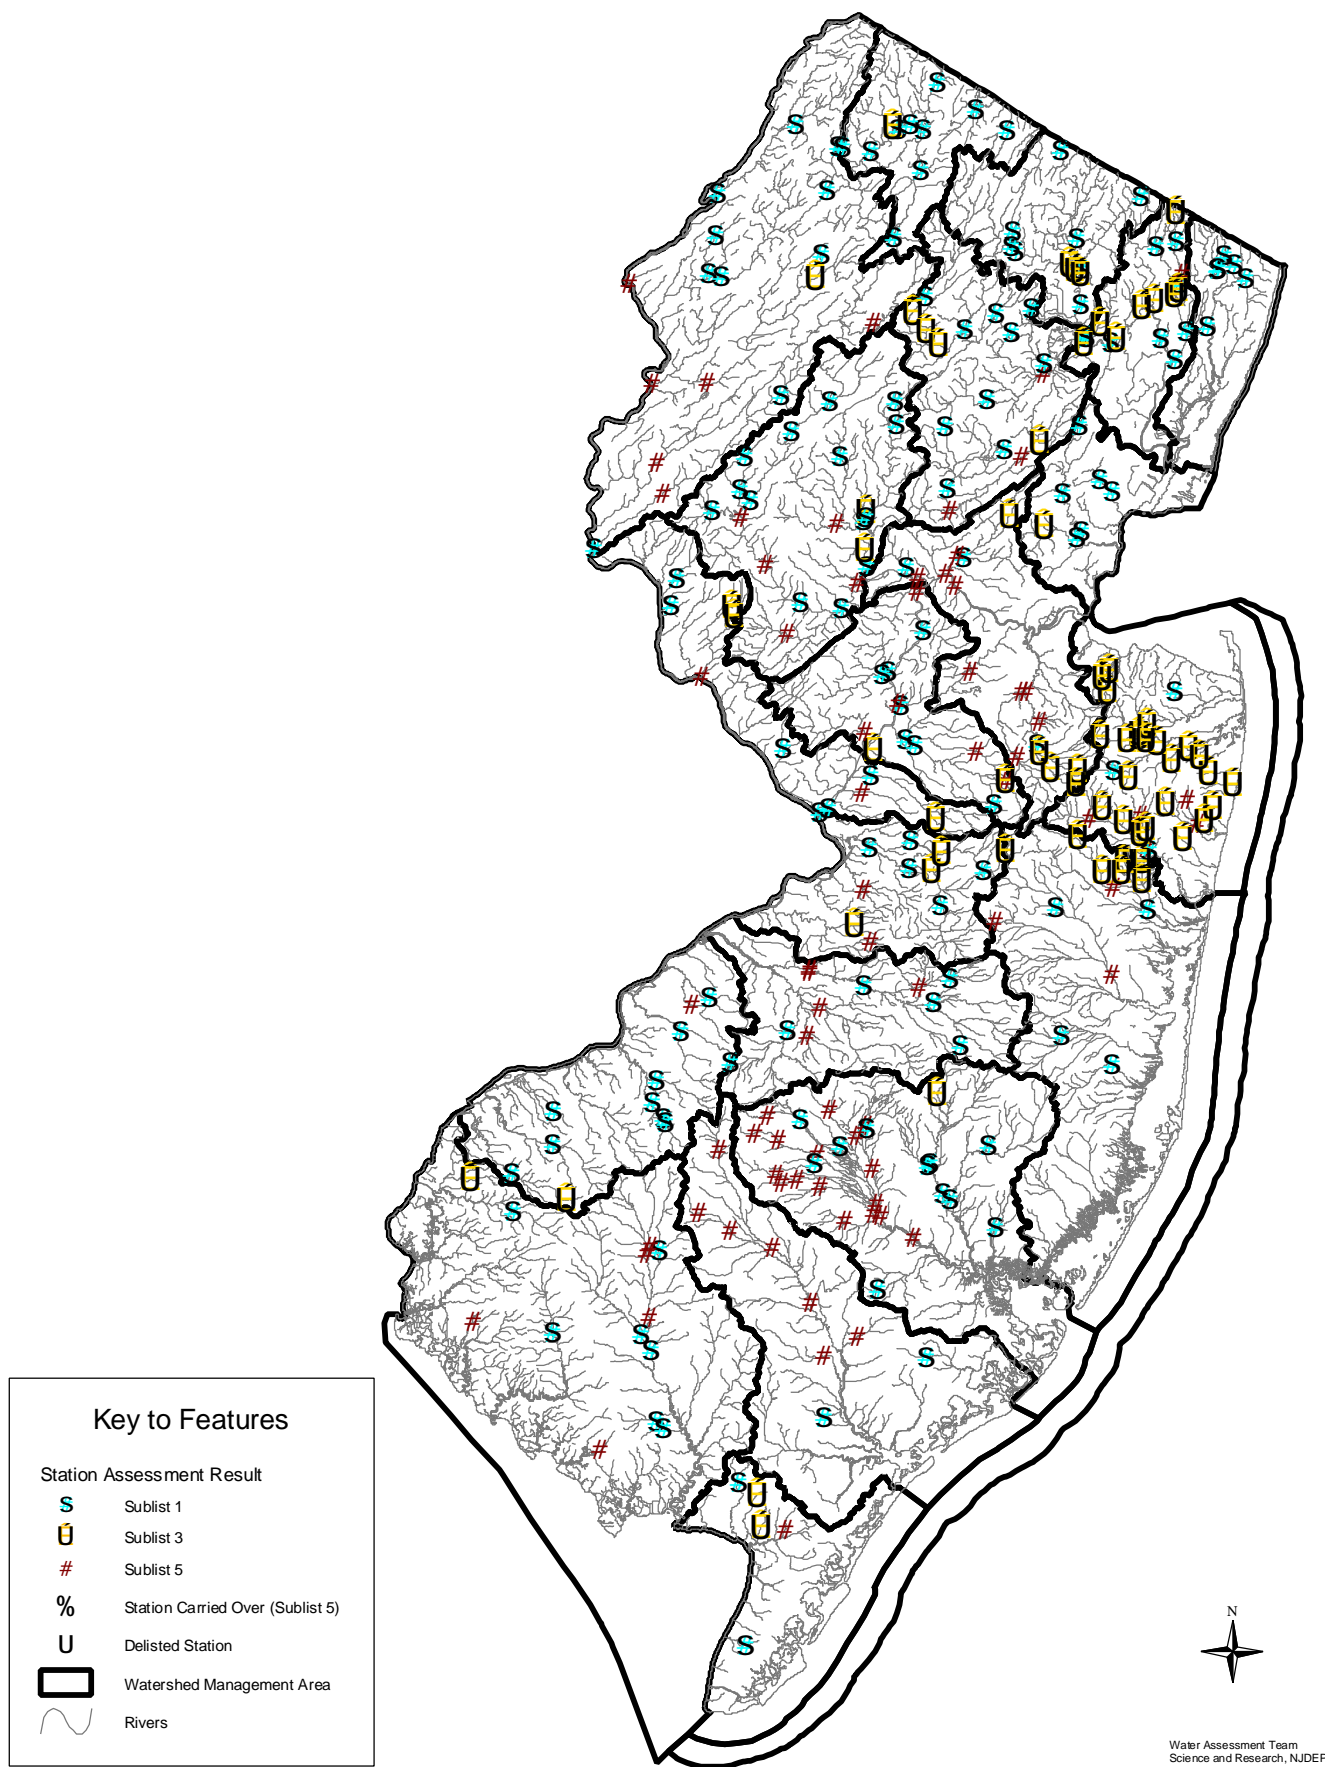 Key to Features
Station Assessment Result
S Sublist 1
U Sublist 3
# Sublist 5
% Station Carried Over (Sublist 5)
U Delisted Station
Watershed Management Area
Rivers
N
Water Assessment Team
Science and Research, NJDEP